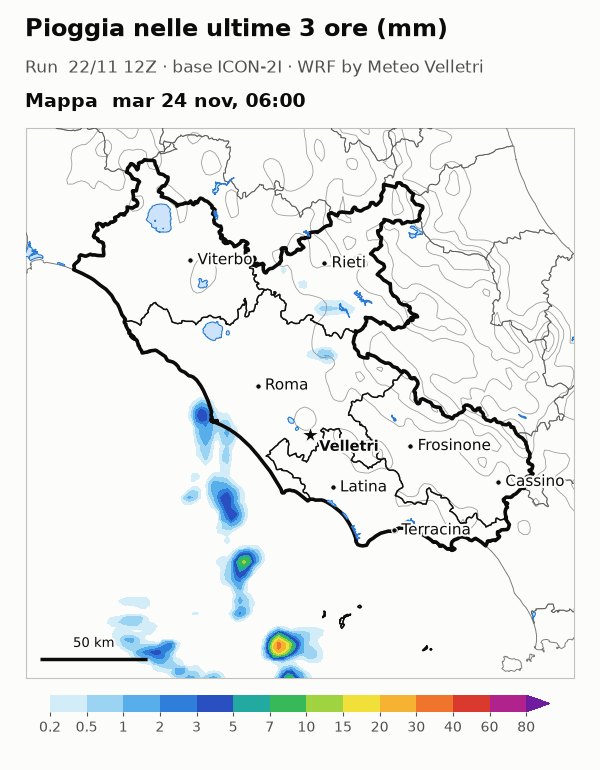 Pioggia nelle ultime 3 ore (mm)
Run  22/11 12Z · base ICON-2I · WRF by Meteo Velletri
Mappa  mar 24 nov, 06:00
Viterbo
Rieti
Roma
Velletri
Frosinone
Cassino
Latina
Terracina
50 km
0.2 0.5 1 2 3 5 7 10 15 20 30 40 60 80